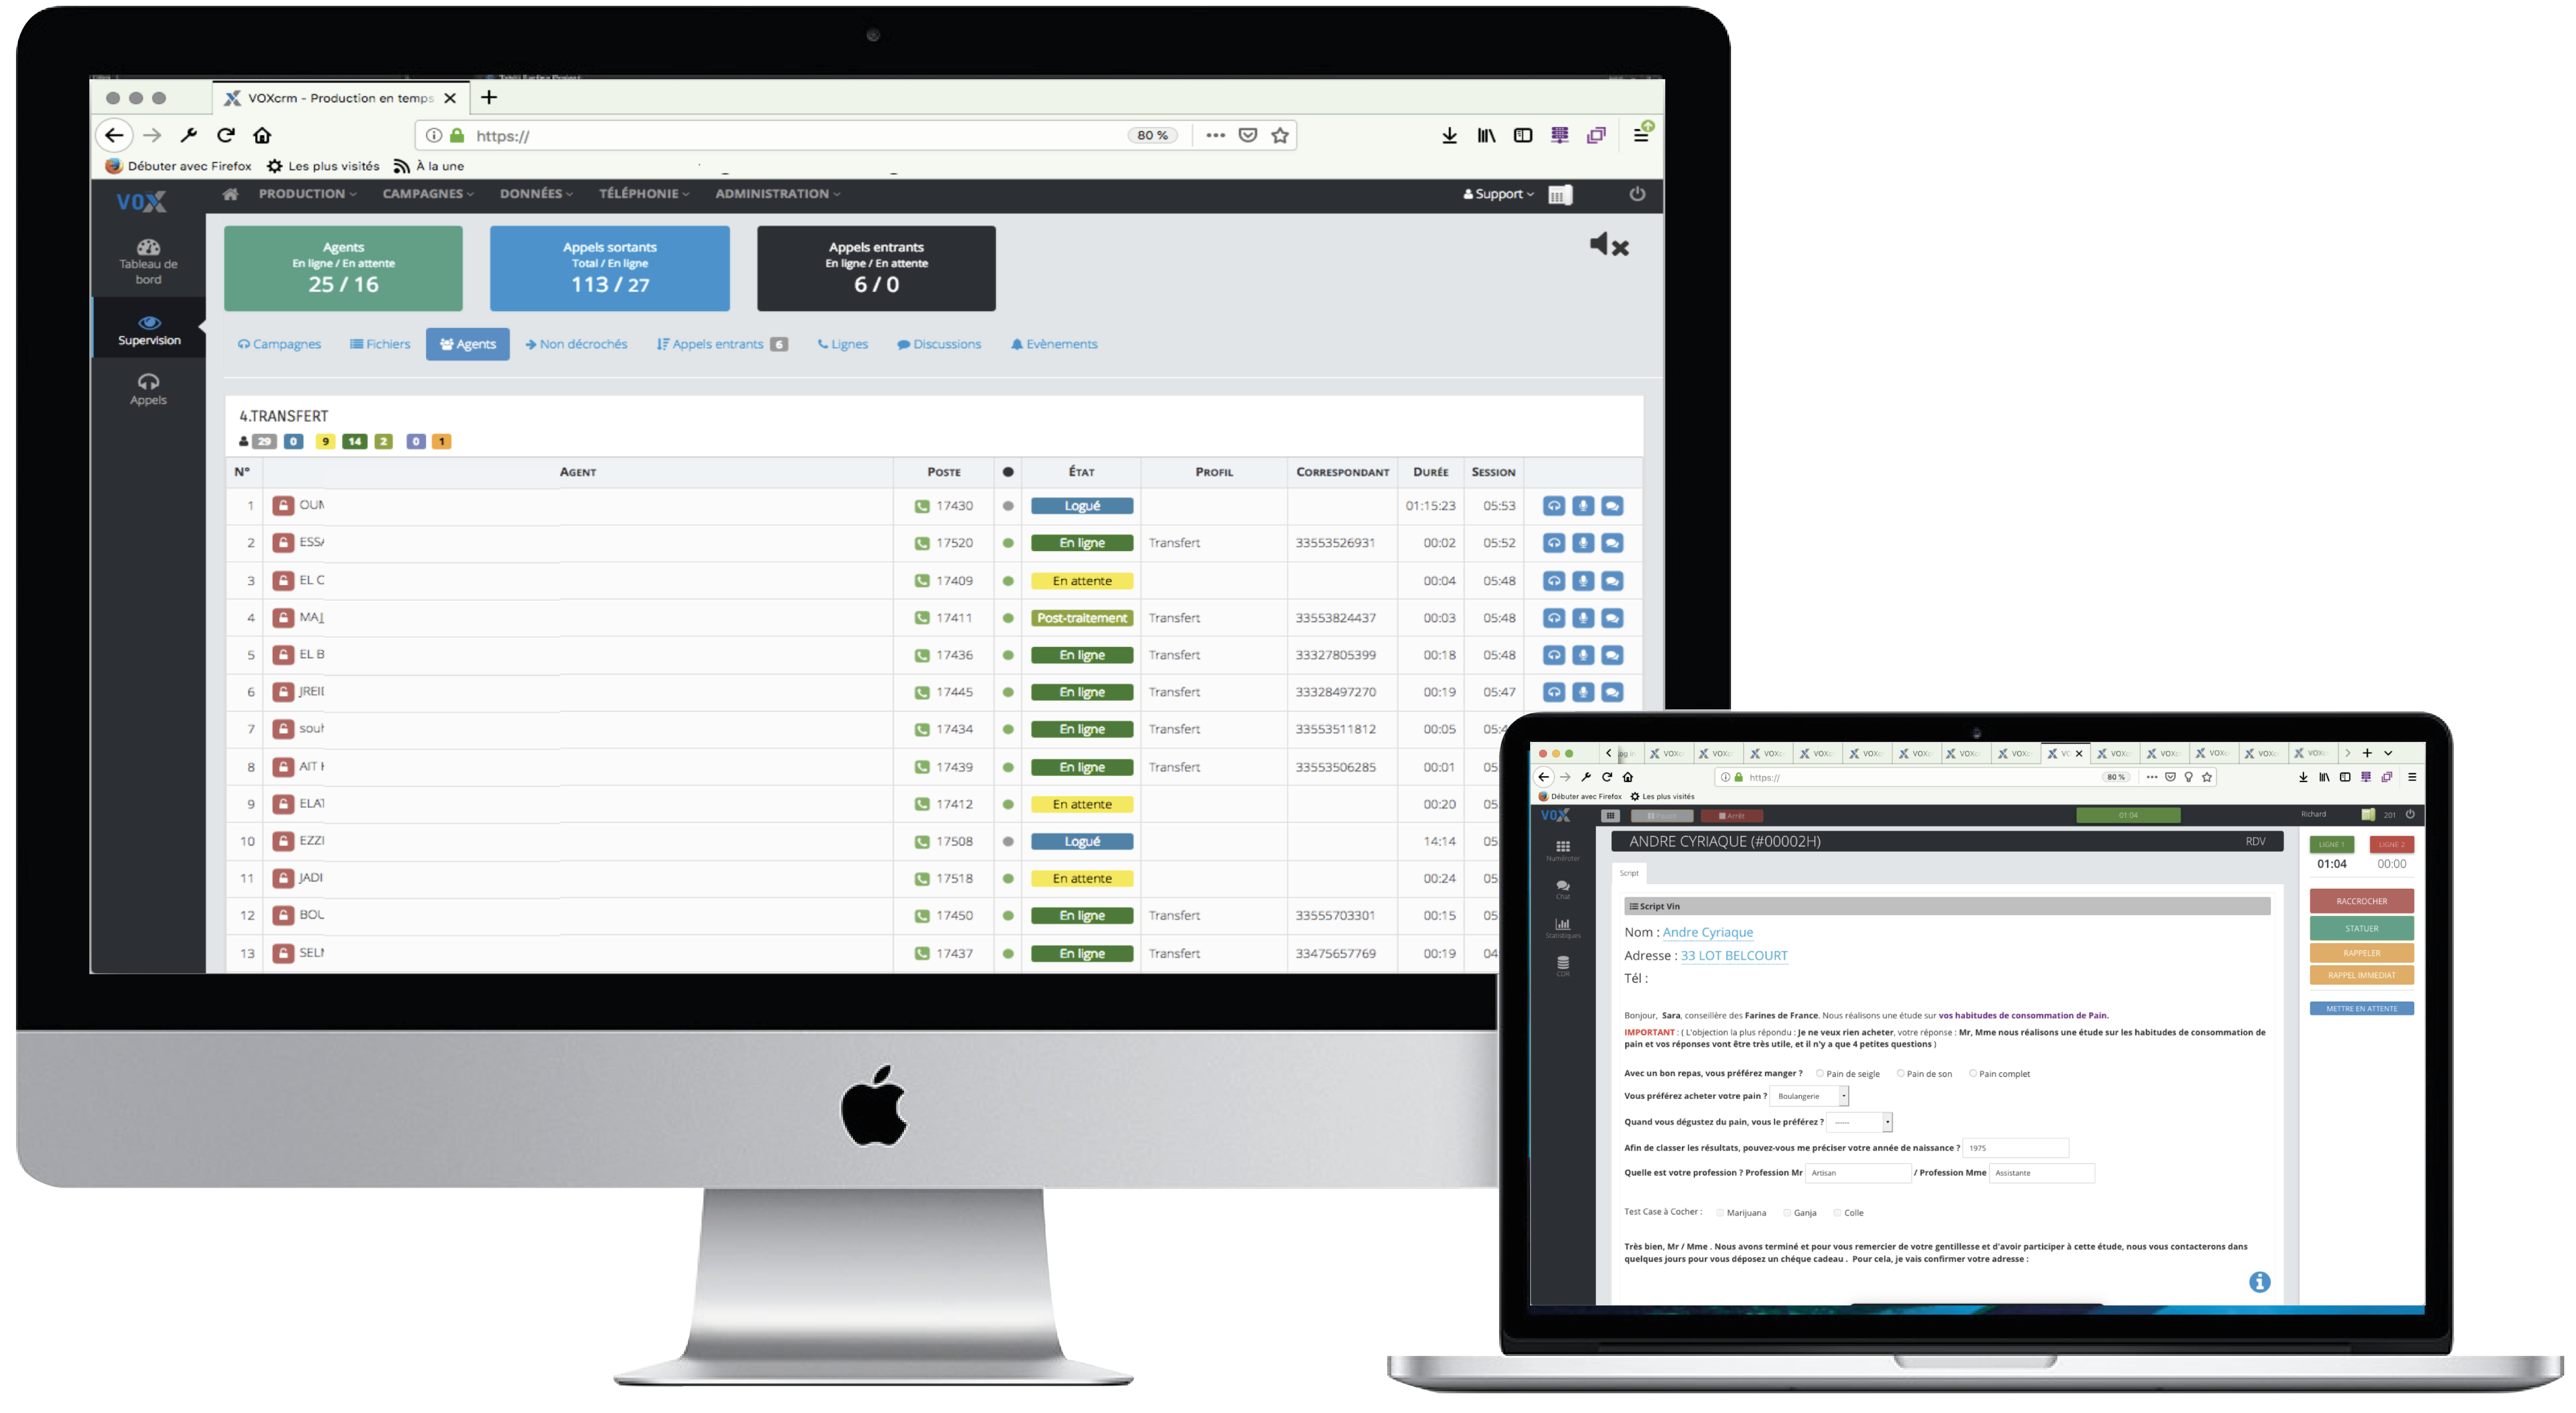 VOXcrm - Production en temps
https://
80 %
Débuter avec Firefox Les plus visités À la une
VOX
PRODUCTION CAMPAGNES DONNÉES TÉLÉPHONIE ADMINISTRATION Support
Tableau de
bord
Supervision
Appels
Agents
En ligne / En attente
25 / 16
Appels sortants
Total / En ligne
113 / 27
Appels entrants
En ligne / En attente
6 / 0
Campagnes Fichiers Agents Non décrochés Appels entrants 6 Lignes Discussions Evènements
4.TRANSFERT
29 0 9 14 2 0 1
N° AGENT POSTE ÉTAT PROFIL CORRESPONDANT DURÉE SESSION
1 OUM 17430 Logué 01:15:23 05:53
2 ESSA 17520 En ligne Transfert 33553526931 00:02 05:52
3 EL C 17409 En attente 00:04 05:48
4 MAJ 17411 Post-traitement Transfert 33553824437 00:03 05:48
5 EL B 17436 En ligne Transfert 33327805399 00:18 05:48
6 JREID 17445 En ligne Transfert 33328497270 00:19 05:47
7 souh 17434 En ligne Transfert 33553511812 00:05 05:4
8 AIT 17439 En ligne Transfert 33553506285 00:01 05
9 ELAT 17412 En attente 00:20 05
10 EZZI 17508 Logué 14:14 05
11 JADI 17518 En attente 00:24 05
12 BOU 17450 En ligne Transfert 33555703301 00:15 05
13 SELM 17437 En ligne Transfert 33475657769 00:19 04
https://
80 %
Débuter avec Firefox Les plus visités
VOX
Pause Arrêt 01:04 Richard 201
Numéroter
Chat
Statistiques
CDR
ANDRE CYRIAQUE (#00002H) RDV
Script
Script Vin
Nom : Andre Cyriaque
Adresse : 33 LOT BELCOURT
Tél :
Bonjour, Sara, conseillère des Farines de France. Nous réalisons une étude sur vos habitudes de consommation de Pain.
IMPORTANT : ( L'objection la plus répondu : Je ne veux rien acheter, votre réponse : Mr, Mme nous réalisons une étude sur les habitudes de consommation de
pain et vos réponses vont être très utile, et il n'y a que 4 petites questions )
Avec un bon repas, vous préférez manger ? Pain de seigle Pain de son Pain complet
Vous préférez acheter votre pain ? Boulangerie
Quand vous dégustez du pain, vous le préférez ? -----
Afin de classer les résultats, pouvez-vous me préciser votre année de naissance ? 1975
Quelle est votre profession ? Profession Mr Artisan / Profession Mme Assistante
Test Case à Cocher : Marijuana Ganja Colle
Très bien, Mr / Mme . Nous avons terminé et pour vous remercier de votre gentillesse et d'avoir participer à cette étude, nous vous contacterons dans
quelques jours pour vous déposez un chéque cadeau . Pour cela, je vais confirmer votre adresse :
LIGNE 1 LIGNE 2
01:04 00:00
RACCROCHER
STATUER
RAPPELER
RAPPEL IMMEDIAT
METTRE EN ATTENTE